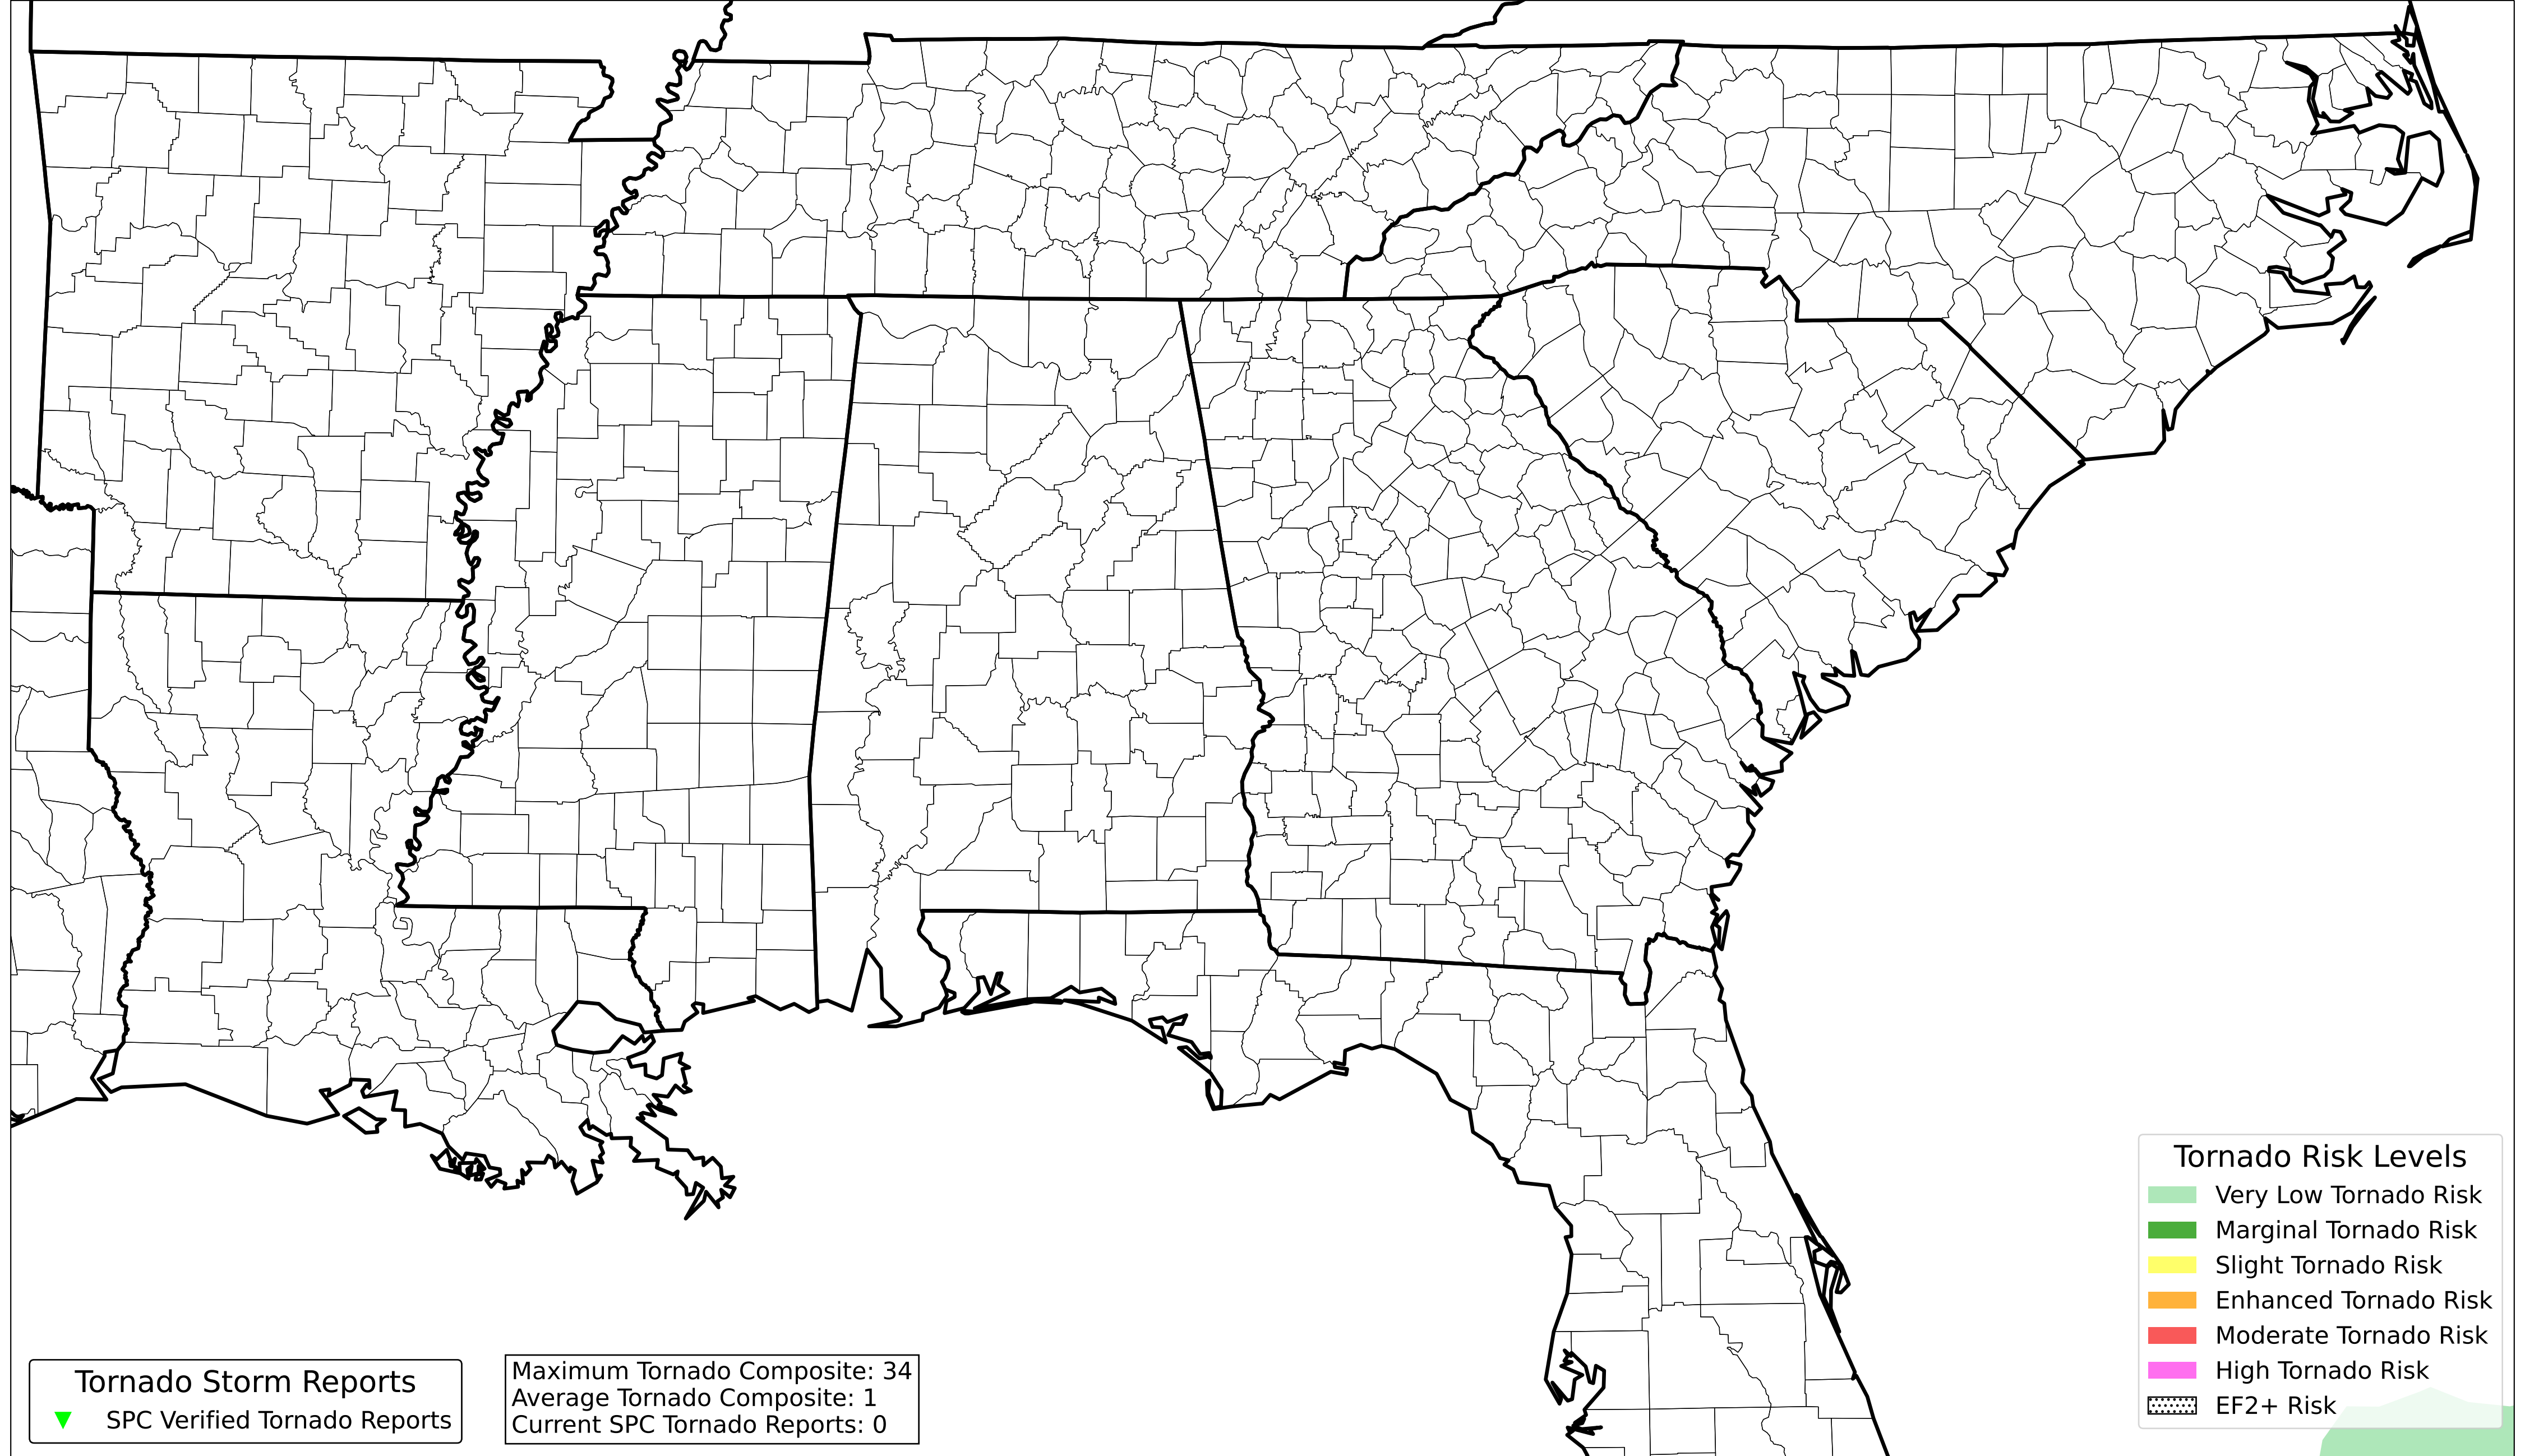 Tornado Storm Reports
SPC Verified Tornado Reports
Maximum Tornado Composite: 34
Average Tornado Composite: 1
Current SPC Tornado Reports: 0
Tornado Risk Levels
Very Low Tornado Risk
Marginal Tornado Risk
Slight Tornado Risk
Enhanced Tornado Risk
Moderate Tornado Risk
High Tornado Risk
EF2+ Risk